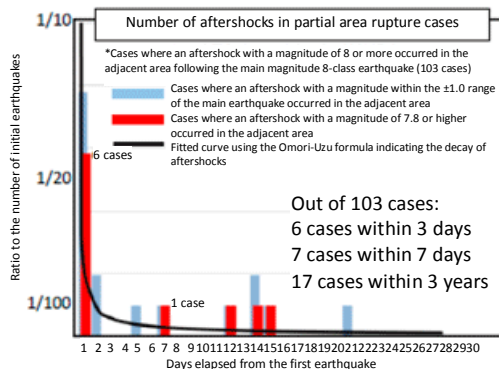 Number of aftershocks in partial area rupture cases
*Cases where an aftershock with a magnitude of 8 or more occurred in the
adjacent area following the main magnitude 8-class earthquake (103 cases)
Cases where an aftershock with a magnitude within the ±1.0 range
of the main earthquake occurred in the adjacent area
Cases where an aftershock with a magnitude of 7.8 or higher
occurred in the adjacent area
Fitted curve using the Omori-Uzu formula indicating the decay of
aftershocks
Ratio to the number of initial earthquakes
1/10
1/20
1/100
6 cases
1 case
Out of 103 cases:
6 cases within 3 days
7 cases within 7 days
17 cases within 3 years
1 2 3 4 5 6 7 8 9 10 11 12 13 14 15 16 17 18 19 20 21 22 23 24 25 26 27 28 29 30
Days elapsed from the first earthquake